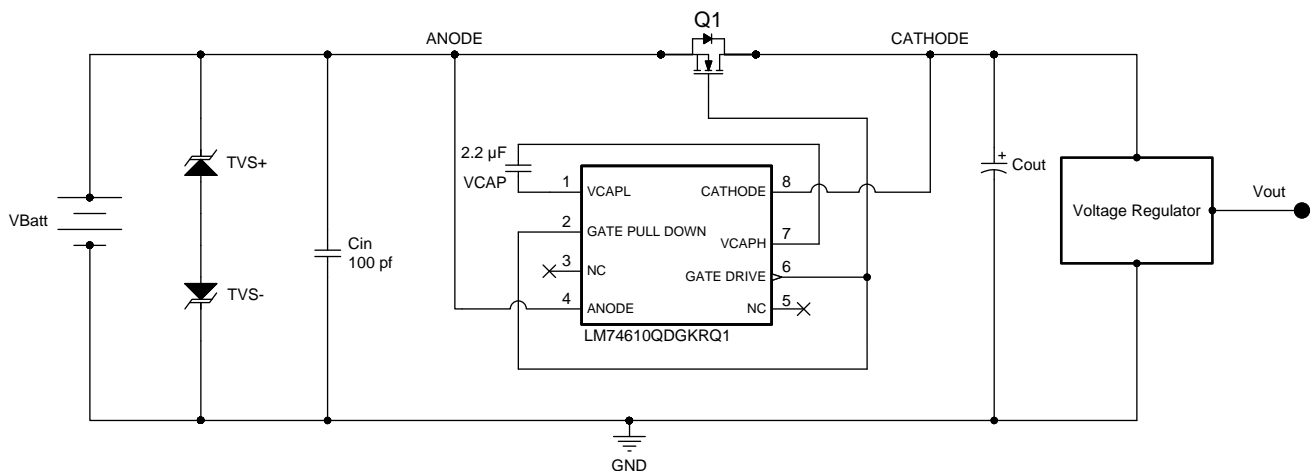 Q1
ANODE
CATHODE
TVS+
2.2 µF
VCAP
1
VCAPL
CATHODE
8
+
Cout
VBatt
2
GATE PULL DOWN
VCAPH
7
Voltage Regulator
Vout
Cin
100 pf
3
NC
GATE DRIVE
6
TVS-
4
ANODE
NC
5
LM74610QDGKRQ1
GND